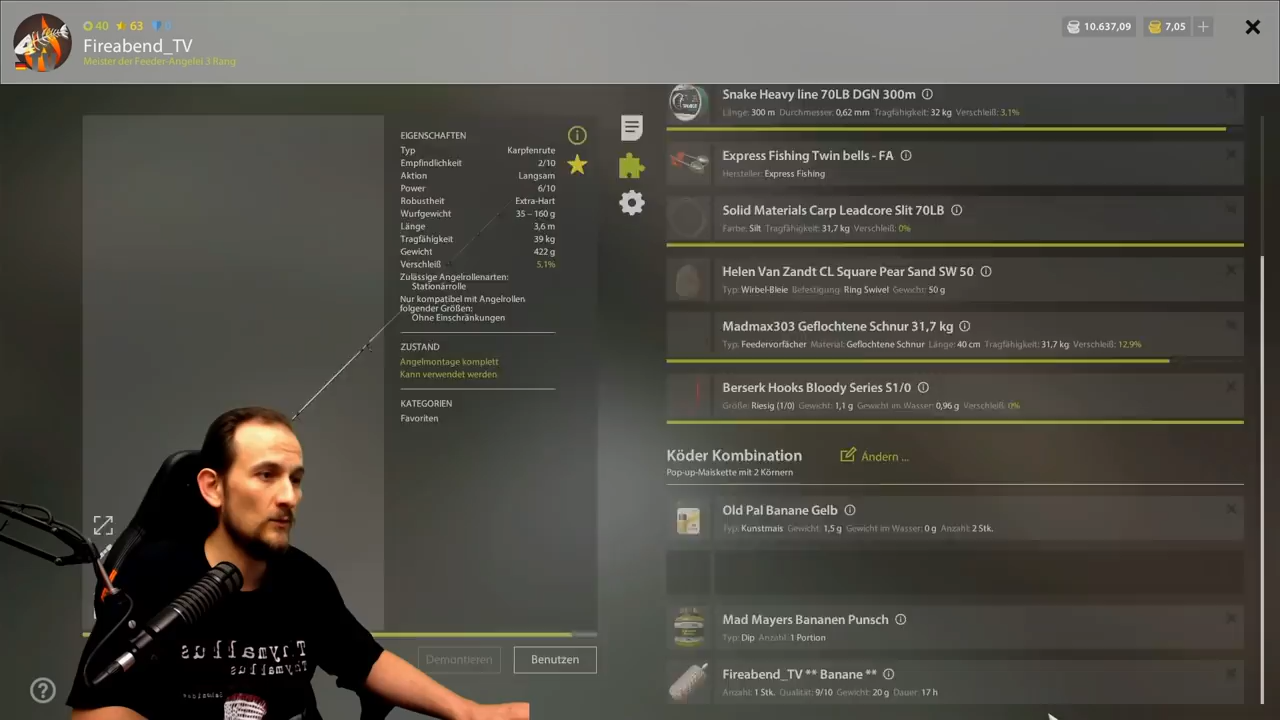 40 63
Fireabend_TV
Meister der Feeder-Angelei 3 Rang
10.637,09 7,05 +
EIGENSCHAFTEN
Typ Karpfenrute
Empfindlichkeit 2/10
Aktion Langsam
Power 6/10
Robustheit Extra-Hart
Wurfgewicht 35 – 160 g
Länge 3,6 m
Tragfähigkeit 39 kg
Gewicht 422 g
Verschleiß 5,1%
Zulässige Angelrollenarten:
Stationärrolle
Nur kompatibel mit Angelrollen
folgender Größen:
Ohne Einschränkungen
ZUSTAND
Angelmontage komplett
Kann verwendet werden
KATEGORIEN
Favoriten
Demontieren
Benutzen
Snake Heavy line 70LB DGN 300m
Länge: 300 m Durchmesser: 0,62 mm Tragfähigkeit: 32 kg Verschleiß: 3,1%
Express Fishing Twin bells - FA
Hersteller: Express Fishing
Solid Materials Carp Leadcore Slit 70LB
Farbe: Silt Tragfähigkeit: 31,7 kg Verschleiß: 0%
Helen Van Zandt CL Square Pear Sand SW 50
Typ: Wirbel-Bleie Befestigung: Ring Swivel Gewicht: 50 g
Madmax303 Geflochtene Schnur 31,7 kg
Typ: Feedervorfächer Material: Geflochtene Schnur Länge: 40 cm Tragfähigkeit: 31,7 kg Verschleiß: 12,9%
Berserk Hooks Bloody Series S1/0
Größe: Riesig (1/0) Gewicht: 1,1 g Gewicht im Wasser: 0,96 g Verschleiß: 0%
Köder Kombination Ändern ...
Pop-up-Maiskette mit 2 Körnern
Old Pal Banane Gelb
Typ: Kunstmais Gewicht: 1,5 g Gewicht im Wasser: 0 g Anzahl: 2 Stk.
Mad Mayers Bananen Punsch
Typ: Dip Anzahl: 1 Portion
Fireabend_TV ** Banane **
Anzahl: 1 Stk. Qualität: 9/10 Gewicht: 20 g Dauer: 17 h
Thymallus
Thymallus